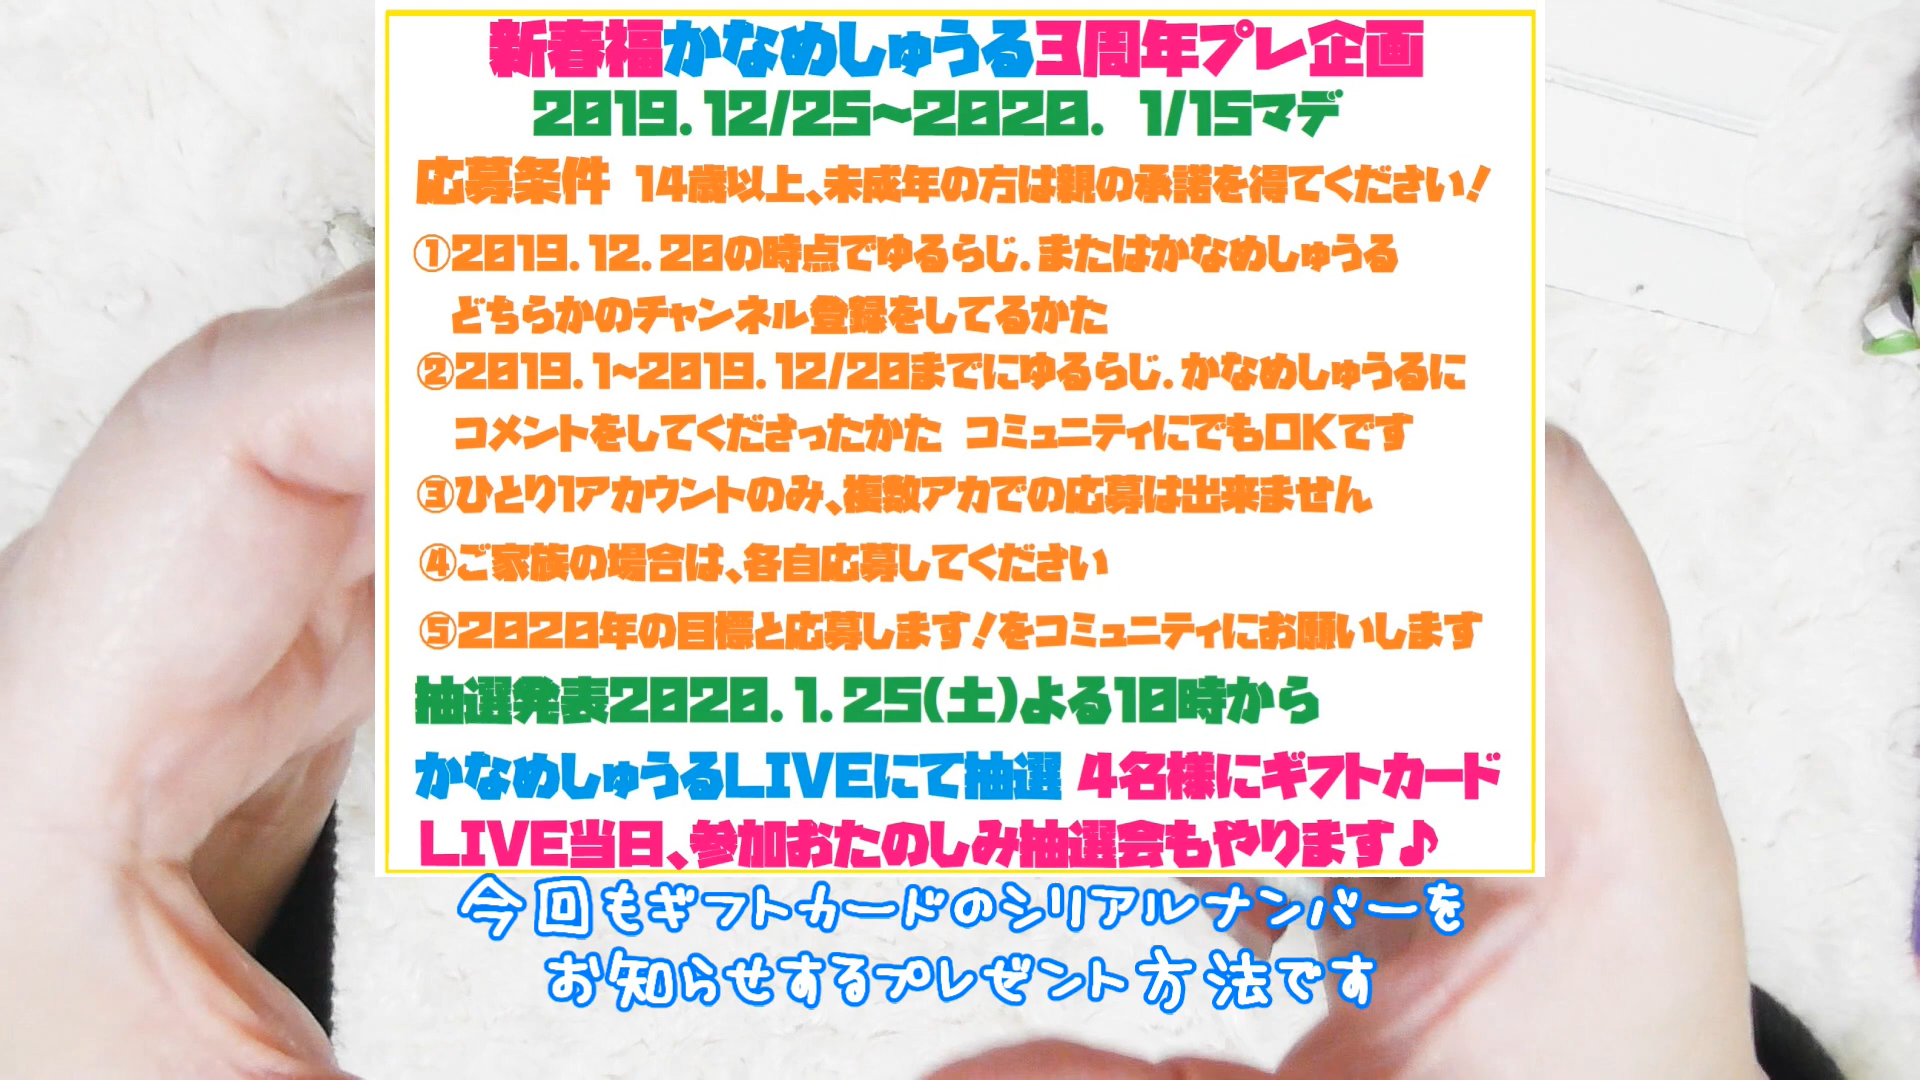 新春福かなめしゅうる3周年プレ企画
2019.12/25~2020. 1/15マデ
応募条件 14歳以上、未成年の方は親の承諾を得てください!
①2019.12.20の時点でゆるらじ.またはかなめしゅうる
どちらかのチャンネル登録をしてるかた
②2019.1~2019.12/20までにゆるらじ.かなめしゅうるに
コメントをしてくださったかた コミュニティにでもOKです
③ひとり1アカウントのみ、複数アカでの応募は出来ません
④ご家族の場合は、各自応募してください
⑤2020年の目標と応募します!をコミュニティにお願いします
抽選発表2020.1.25(土)よる10時から
かなめしゅうるLIVEにて抽選 4名様にギフトカード
LIVE当日、参加おたのしみ抽選会もやります♪
今回もギフトカードのシリアルナンバーを
お知らせするプレゼント方法です